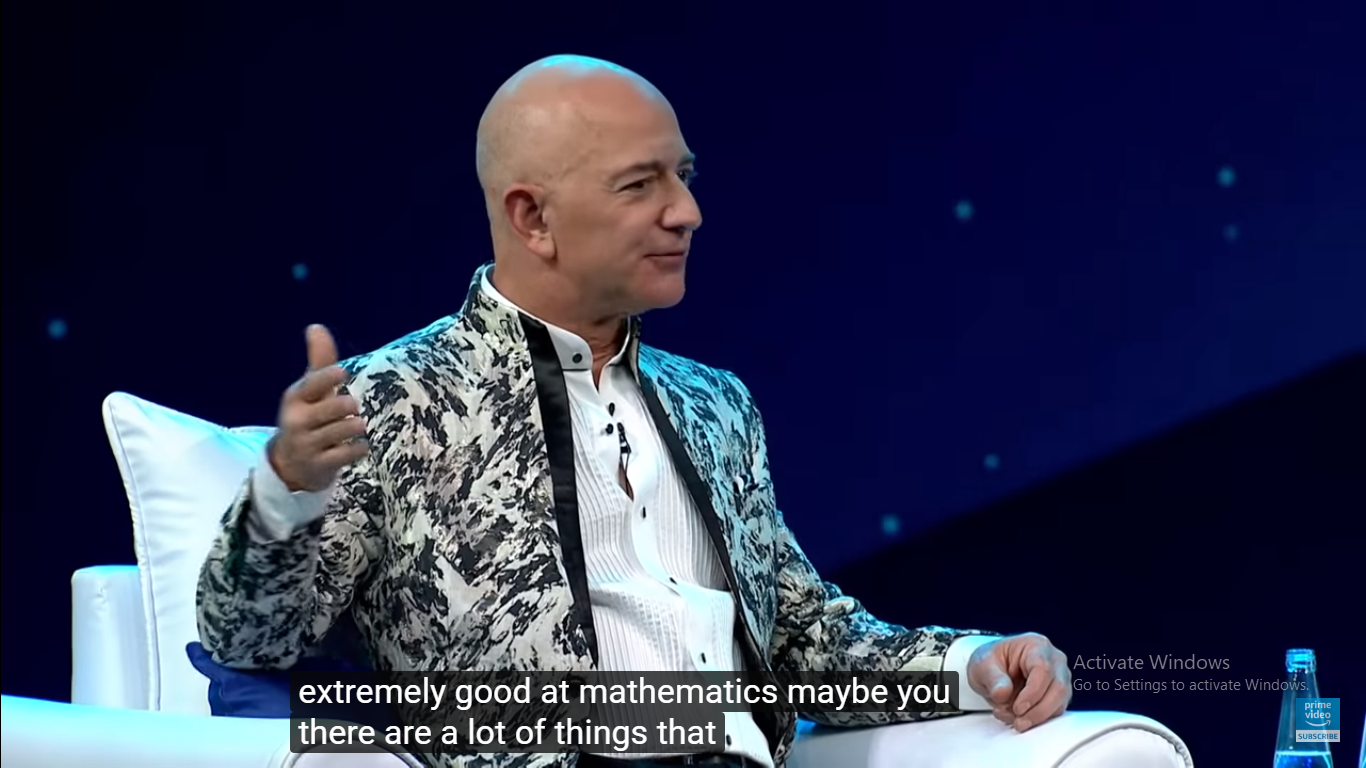 extremely good at mathematics maybe you
there are a lot of things that
Activate Windows
Go to Settings to activate Windows.
prime
video
SUBSCRIBE